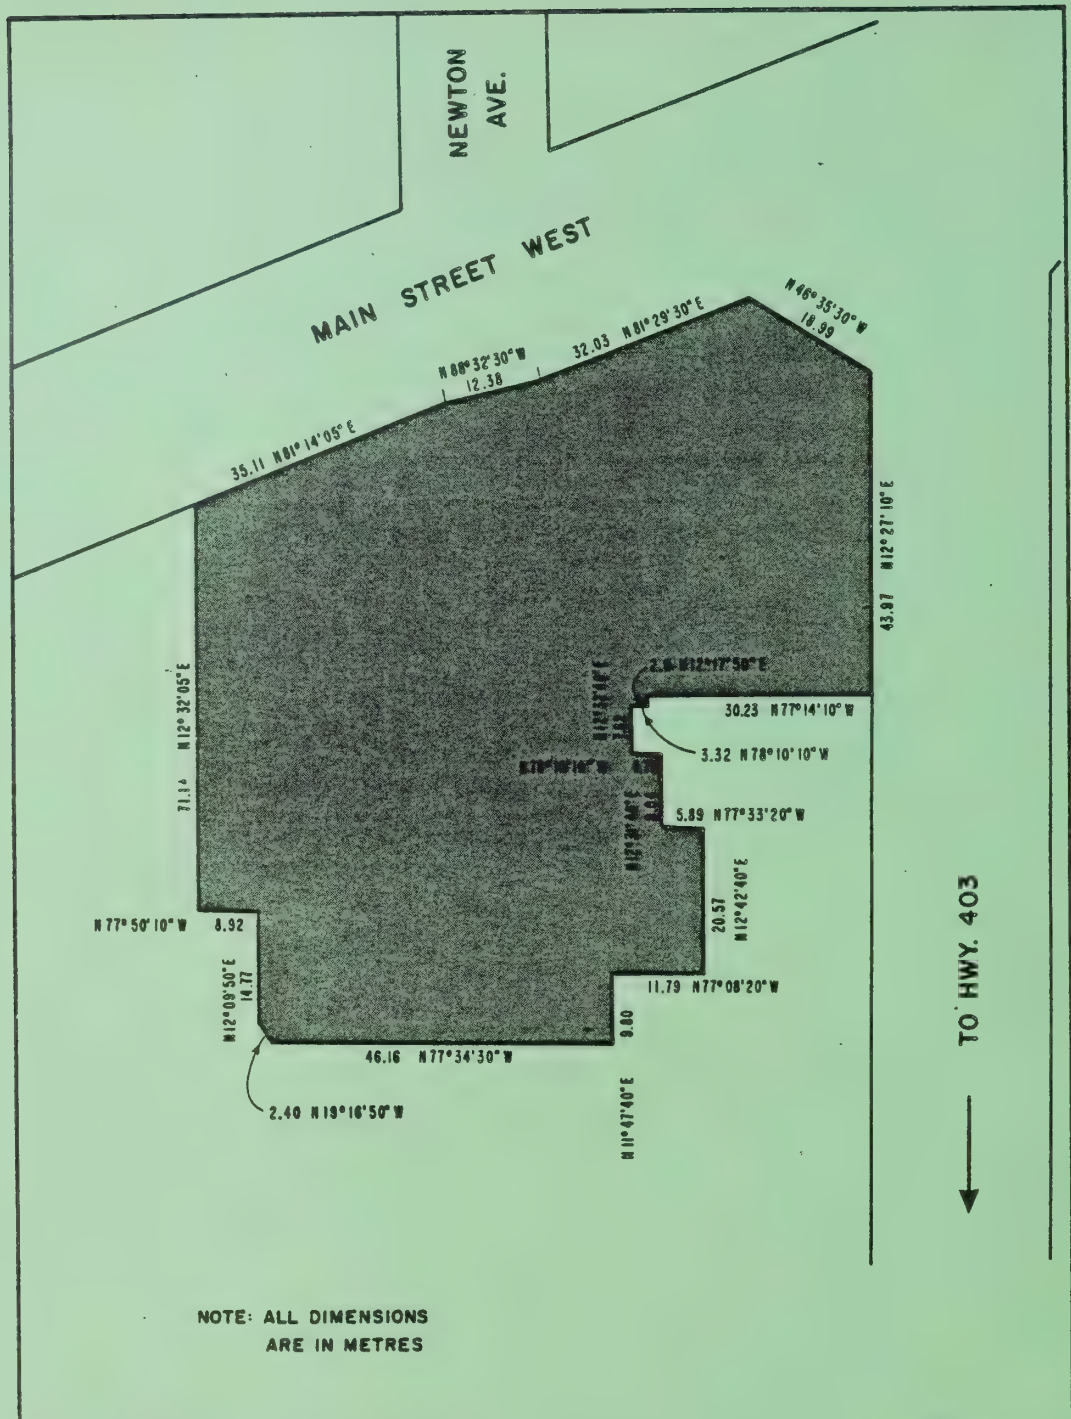 NEWTON
AVE.
MAIN STREET WEST
N46°35'30"W
18.99
32.03 N81°29'30"E
N88°32'30"W
12.38
35.11 N81°14'05"E
43.97 N12°27'10"E
N12°17'50"E
71.14 N12°32'05"E
30.23 N77°14'10"W
3.32 N78°10'10"W
5.89 N77°33'20"W
20.57
N12°42'40"E
N77°50'10"W 8.92
N12°09'50"E
14.77
11.79 N77°08'20"W
9.80
N11°47'40"E
46.16 N77°34'30"W
2.40 N19°16'50"W
TO HWY. 403
NOTE: ALL DIMENSIONS
ARE IN METRES